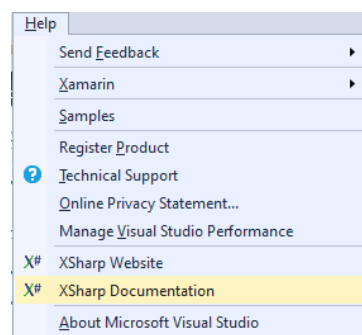 Help
Send Feedback
Xamarin
Samples
Register Product
? Technical Support
Online Privacy Statement...
Manage Visual Studio Performance
X# XSharp Website
X# XSharp Documentation
About Microsoft Visual Studio